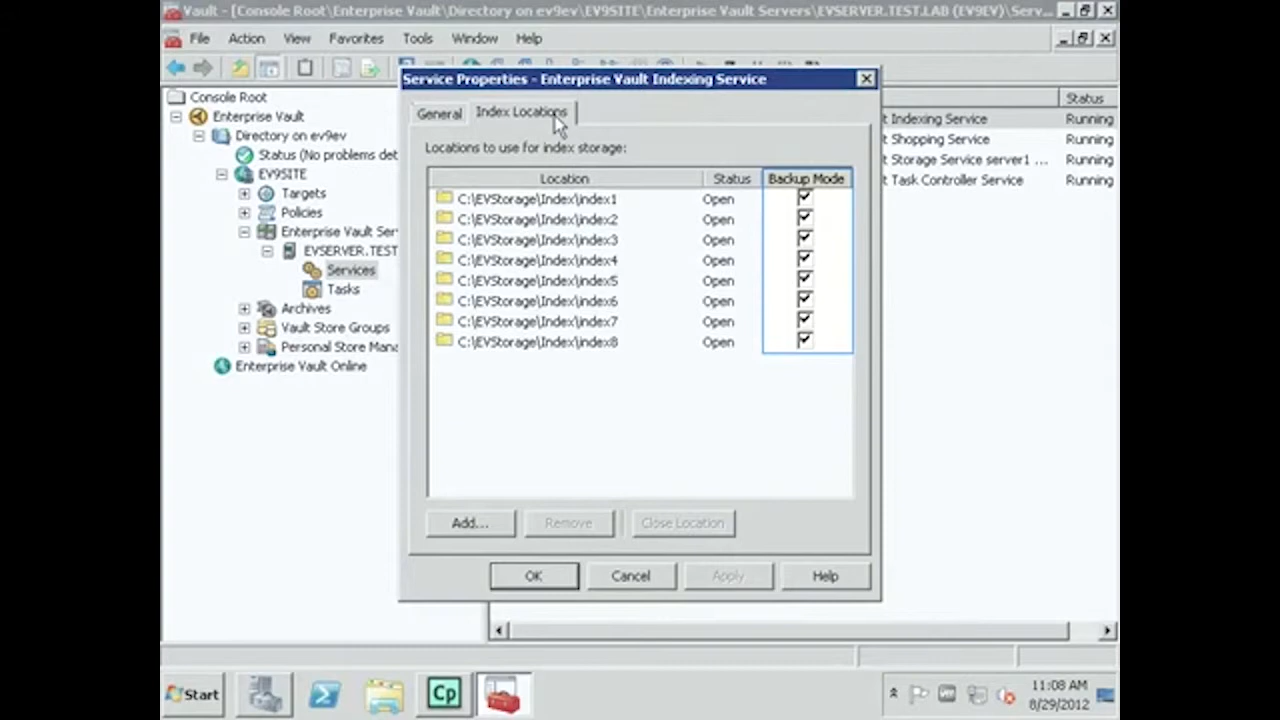 Vault - [Console Root\Enterprise Vault\Directory on ev9ev\EV9SITE\Enterprise Vault Servers\EVSERVER.TEST.LAB (EV9EV)\Serv...
File Action View Favorites Tools Window Help
Service Properties - Enterprise Vault Indexing Service
Console Root
Enterprise Vault
Directory on ev9ev
Status (No problems det
EV9SITE
Targets
Policies
Enterprise Vault Ser
EVSERVER.TEST
Services
Tasks
Archives
Vault Store Groups
Personal Store Mana
Enterprise Vault Online
General Index Locations
Locations to use for index storage:
Location Status Backup Mode
C:\EVStorage\Index\index1 Open
C:\EVStorage\Index\index2 Open
C:\EVStorage\Index\index3 Open
C:\EVStorage\Index\index4 Open
C:\EVStorage\Index\index5 Open
C:\EVStorage\Index\index6 Open
C:\EVStorage\Index\index7 Open
C:\EVStorage\Index\index8 Open
Add... Remove Close Location
OK Cancel Apply Help
Status
t Indexing Service Running
t Shopping Service Running
t Storage Service server1 ... Running
t Task Controller Service Running
Start
Cp
11:08 AM
8/29/2012